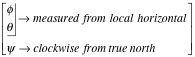 ϕ
θ → measured from local horizontal
ψ → clockwise from true north